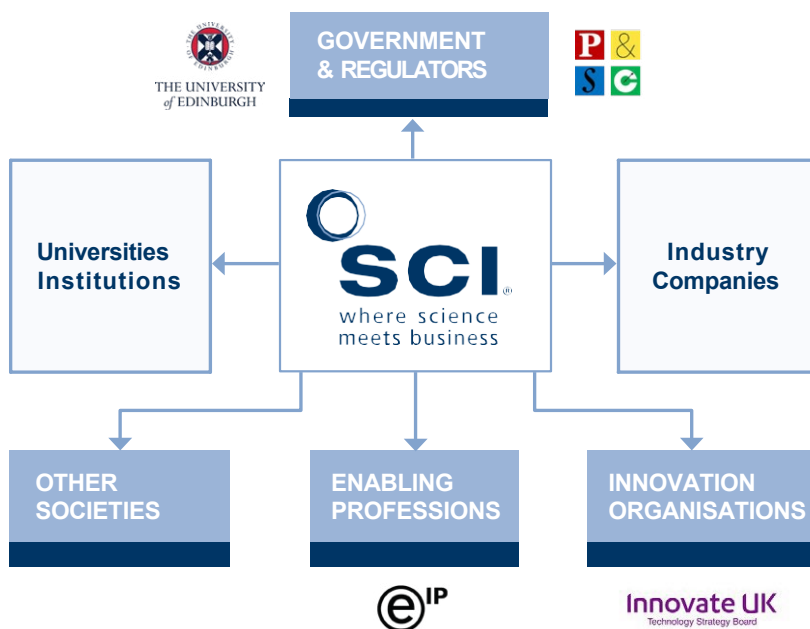 THE UNIVERSITY
of EDINBURGH
GOVERNMENT
& REGULATORS
P &
S C
Universities
Institutions
SCI®
where science
meets business
Industry
Companies
OTHER
SOCIETIES
ENABLING
PROFESSIONS
INNOVATION
ORGANISATIONS
e IP
Innovate UK
Technology Strategy Board